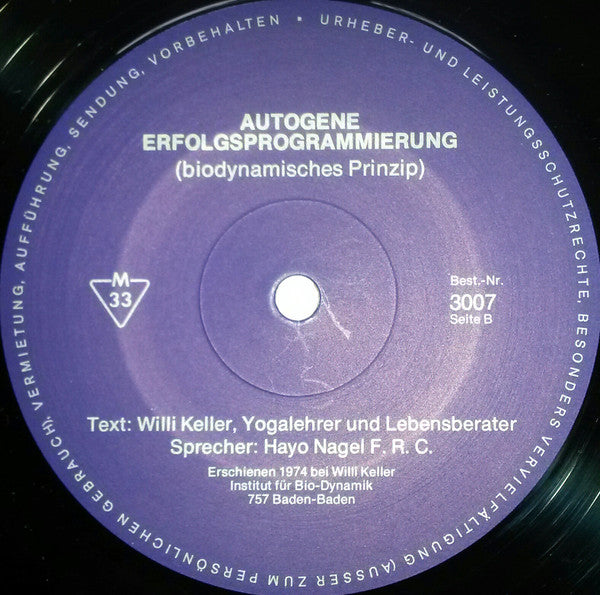 URHEBER- UND LEISTUNGSSCHUTZRECHTE, BESONDERS VERVIELFÄLTIGUNG (AUSSER ZUM PERSÖNLICHEN GEBRAUCH), VERMIETUNG, AUFFÜHRUNG, SENDUNG, VORBEHALTEN •
AUTOGENE
ERFOLGSPROGRAMMIERUNG
(biodynamisches Prinzip)
M
33
Best.-Nr.
3007
Seite B
Text: Willi Keller, Yogalehrer und Lebensberater
Sprecher: Hayo Nagel F. R. C.
Erschienen 1974 bei Willi Keller
Institut für Bio-Dynamik
757 Baden-Baden